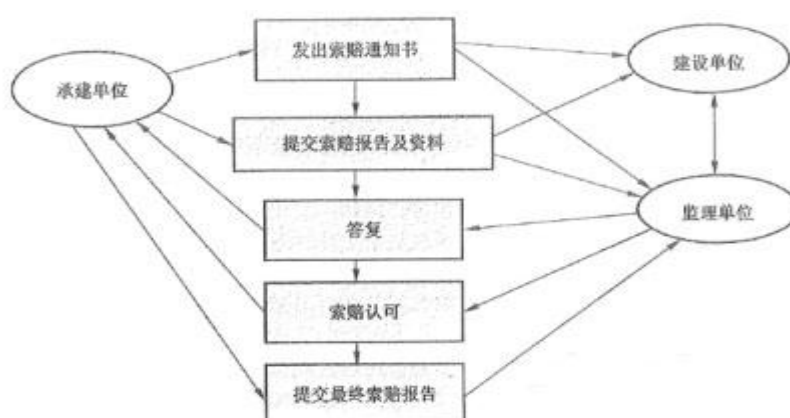 发出索赔通知书
建设单位
承建单位
提交索赔报告及资料
监理单位
答复
索赔认可
提交最终索赔报告